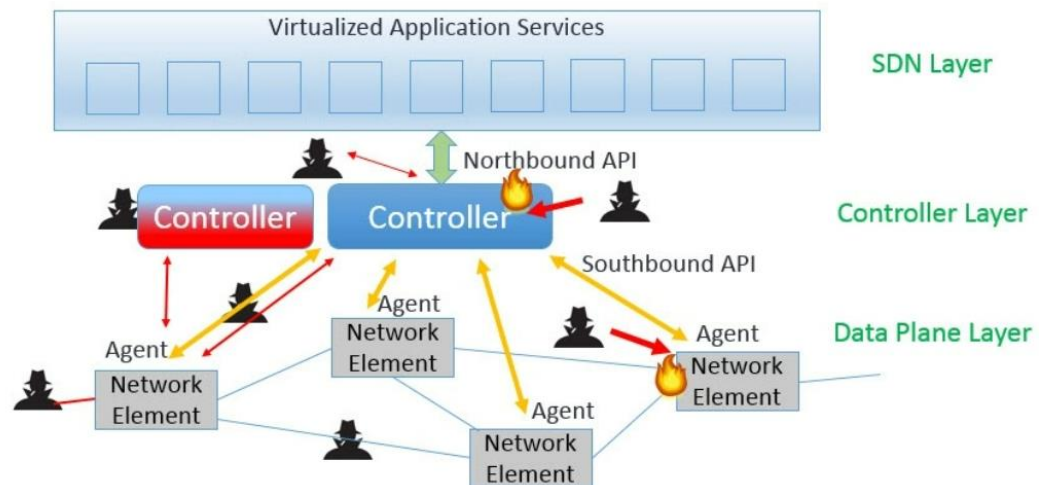 Virtualized Application Services
SDN Layer
Northbound API
Controller
Controller
Controller Layer
Southbound API
Agent
Agent
Data Plane Layer
Agent
Network
Element
Network
Element
Network
Element
Agent
Network
Element